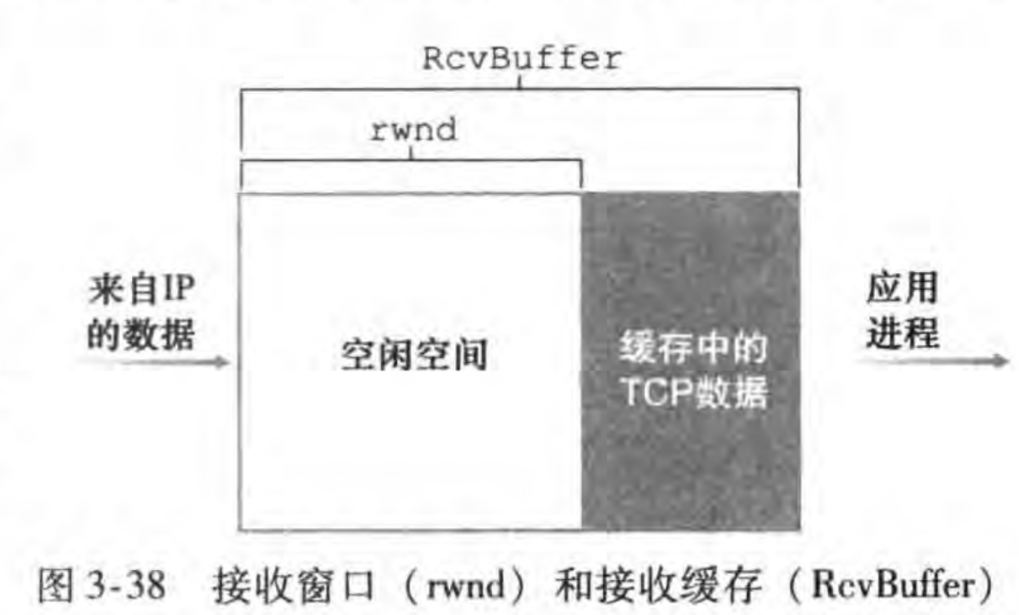 RcvBuffer
rwnd
来自IP
的数据
空闲空间
缓存中的
TCP数据
应用
进程
图 3-38 接收窗口（rwnd）和接收缓存（RcvBuffer）